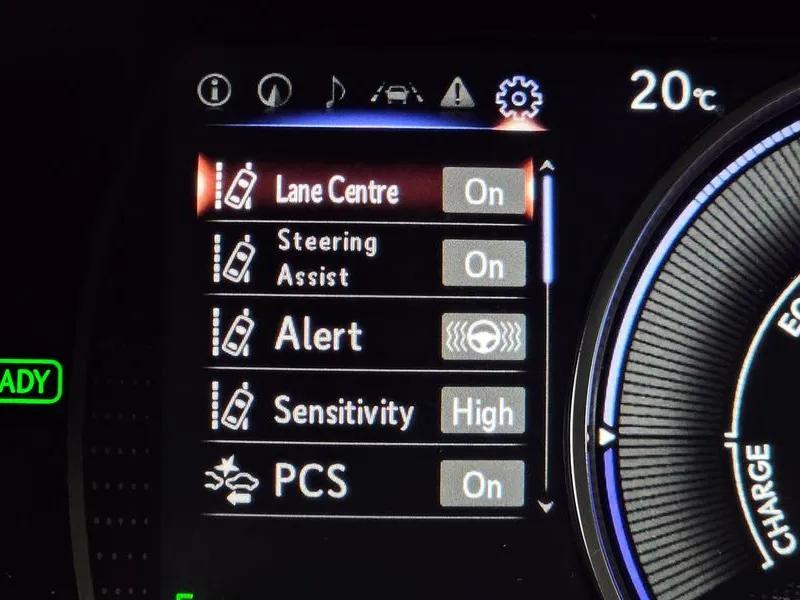 20°C
Lane Centre On
Steering
Assist On
Alert
Sensitivity High
PCS On
ADY
CHARGE